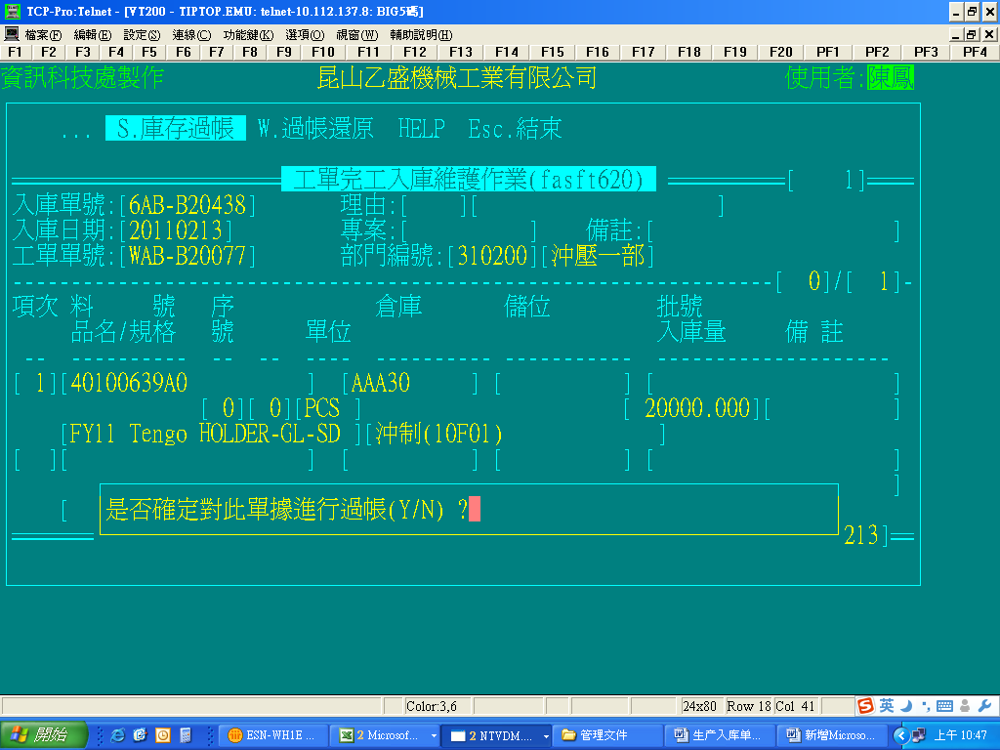 TCP-Pro:Telnet - [VT200 - TIPTOP.EMU: telnet-10.112.137.8: BIG5碼]
檔案(F) 編輯(E) 設定(S) 連線(C) 功能鍵(K) 選項(O) 視窗(W) 輔助說明(H)
F1 F2 F3 F4 F5 F6 F7 F8 F9 F10 F11 F12 F13 F14 F15 F16 F17 F18 F19 F20 PF1 PF2 PF3 PF4
資訊科技處製作 昆山乙盛機械工業有限公司 使用者:陳鳳
... S.庫存過帳 W.過帳還原 HELP Esc.結束
工單完工入庫維護作業(fasft620) [ 1]
入庫單號:[6AB-B20438] 理由:[ ][ ]
入庫日期:[20110213] 專案:[ ] 備註:[ ]
工單單號:[WAB-B20077] 部門編號:[310200][沖壓一部]
[ 0]/[ 1]-
項次 料 號 序 倉庫 儲位 批號
品名/規格 號 單位 入庫量 備 註
-- ---------- -- -- ---- ---------- ----------- --------------------
[ 1][40100639A0 ] [AAA30 ] [ ] [ ]
[ 0][ 0][PCS ] [ 20000.000][ ]
[FY11 Tengo HOLDER-GL-SD ][沖制(10F01) ]
[ ][ ] [ ] [ ] [ ]
]
[ 是否確定對此單據進行過帳(Y/N) ?
213]
Color:3,6 24x80 Row 18 Col 41 英
開始 ESN-WH1E ... 2 Microsof... 2 NTVDM.... 管理文件 生产入库单... 新增Microso... 上午 10:47